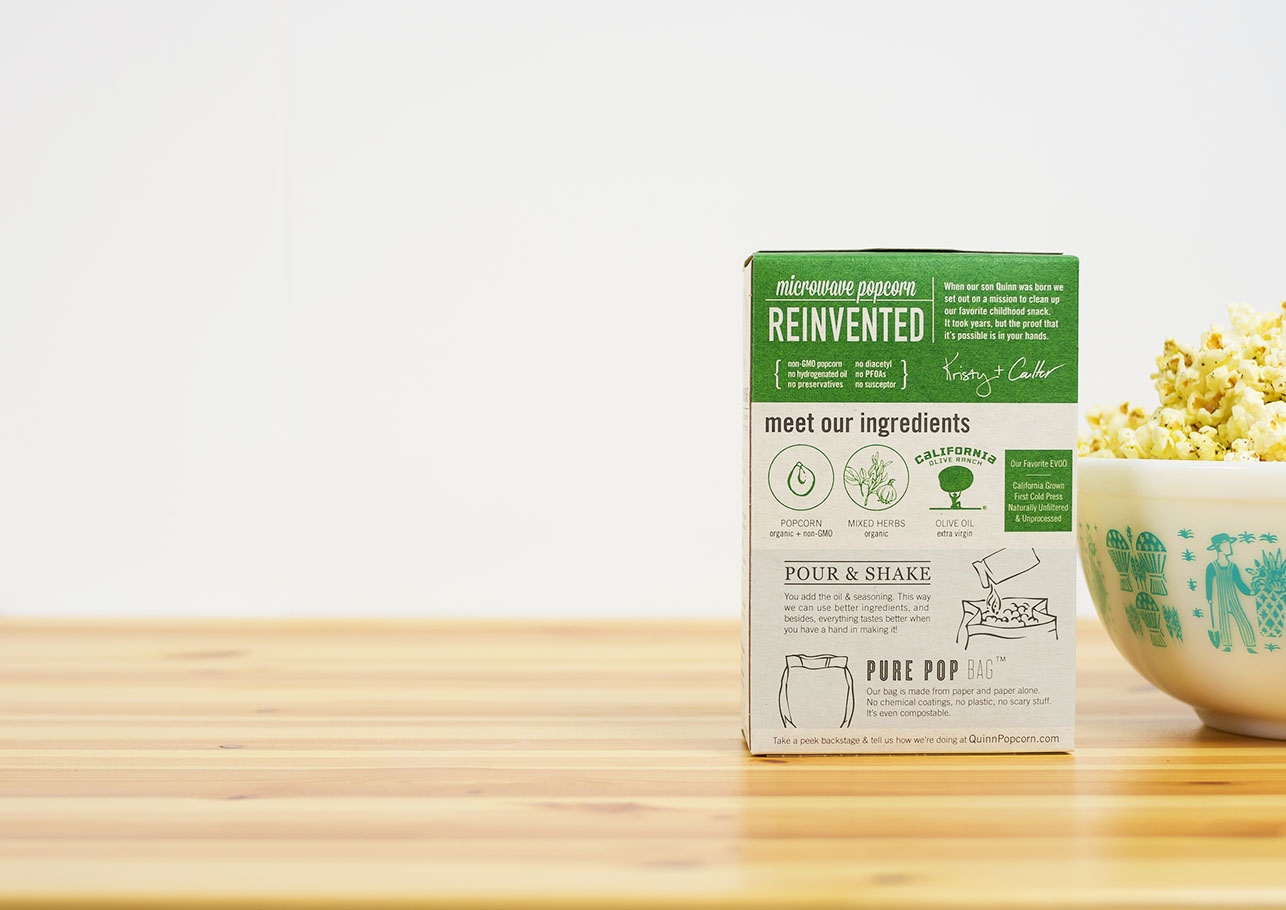 microwave popcorn
REINVENTED
When our son Quinn was born we
set out on a mission to clean up
our favorite childhood snack.
It took years, but the proof that
it's possible is in your hands.
{ non-GMO popcorn no diacetyl }
no hydrogenated oil no PFOAs
no preservatives no susceptor
Kristy + Coulter
meet our ingredients
POPCORN
organic + non-GMO
MIXED HERBS
organic
CALIFORNIA
OLIVE RANCH
OLIVE OIL
extra virgin
Our Favorite EVOO
California Grown
First Cold Press
Naturally Unfiltered
& Unprocessed
POUR & SHAKE
You add the oil & seasoning. This way
we can use better ingredients, and
besides, everything tastes better when
you have a hand in making it!
PURE POP BAG™
Our bag is made from paper and paper alone.
No chemical coatings, no plastic, no scary stuff.
It's even compostable.
Take a peek backstage & tell us how we're doing at QuinnPopcorn.com